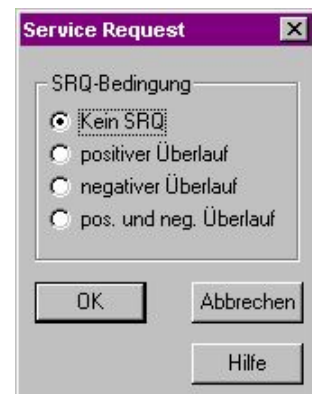 Service Request
SRQ-Bedingung
Kein SRQ
positiver Überlauf
negativer Überlauf
pos. und neg. Überlauf
OK
Abbrechen
Hilfe